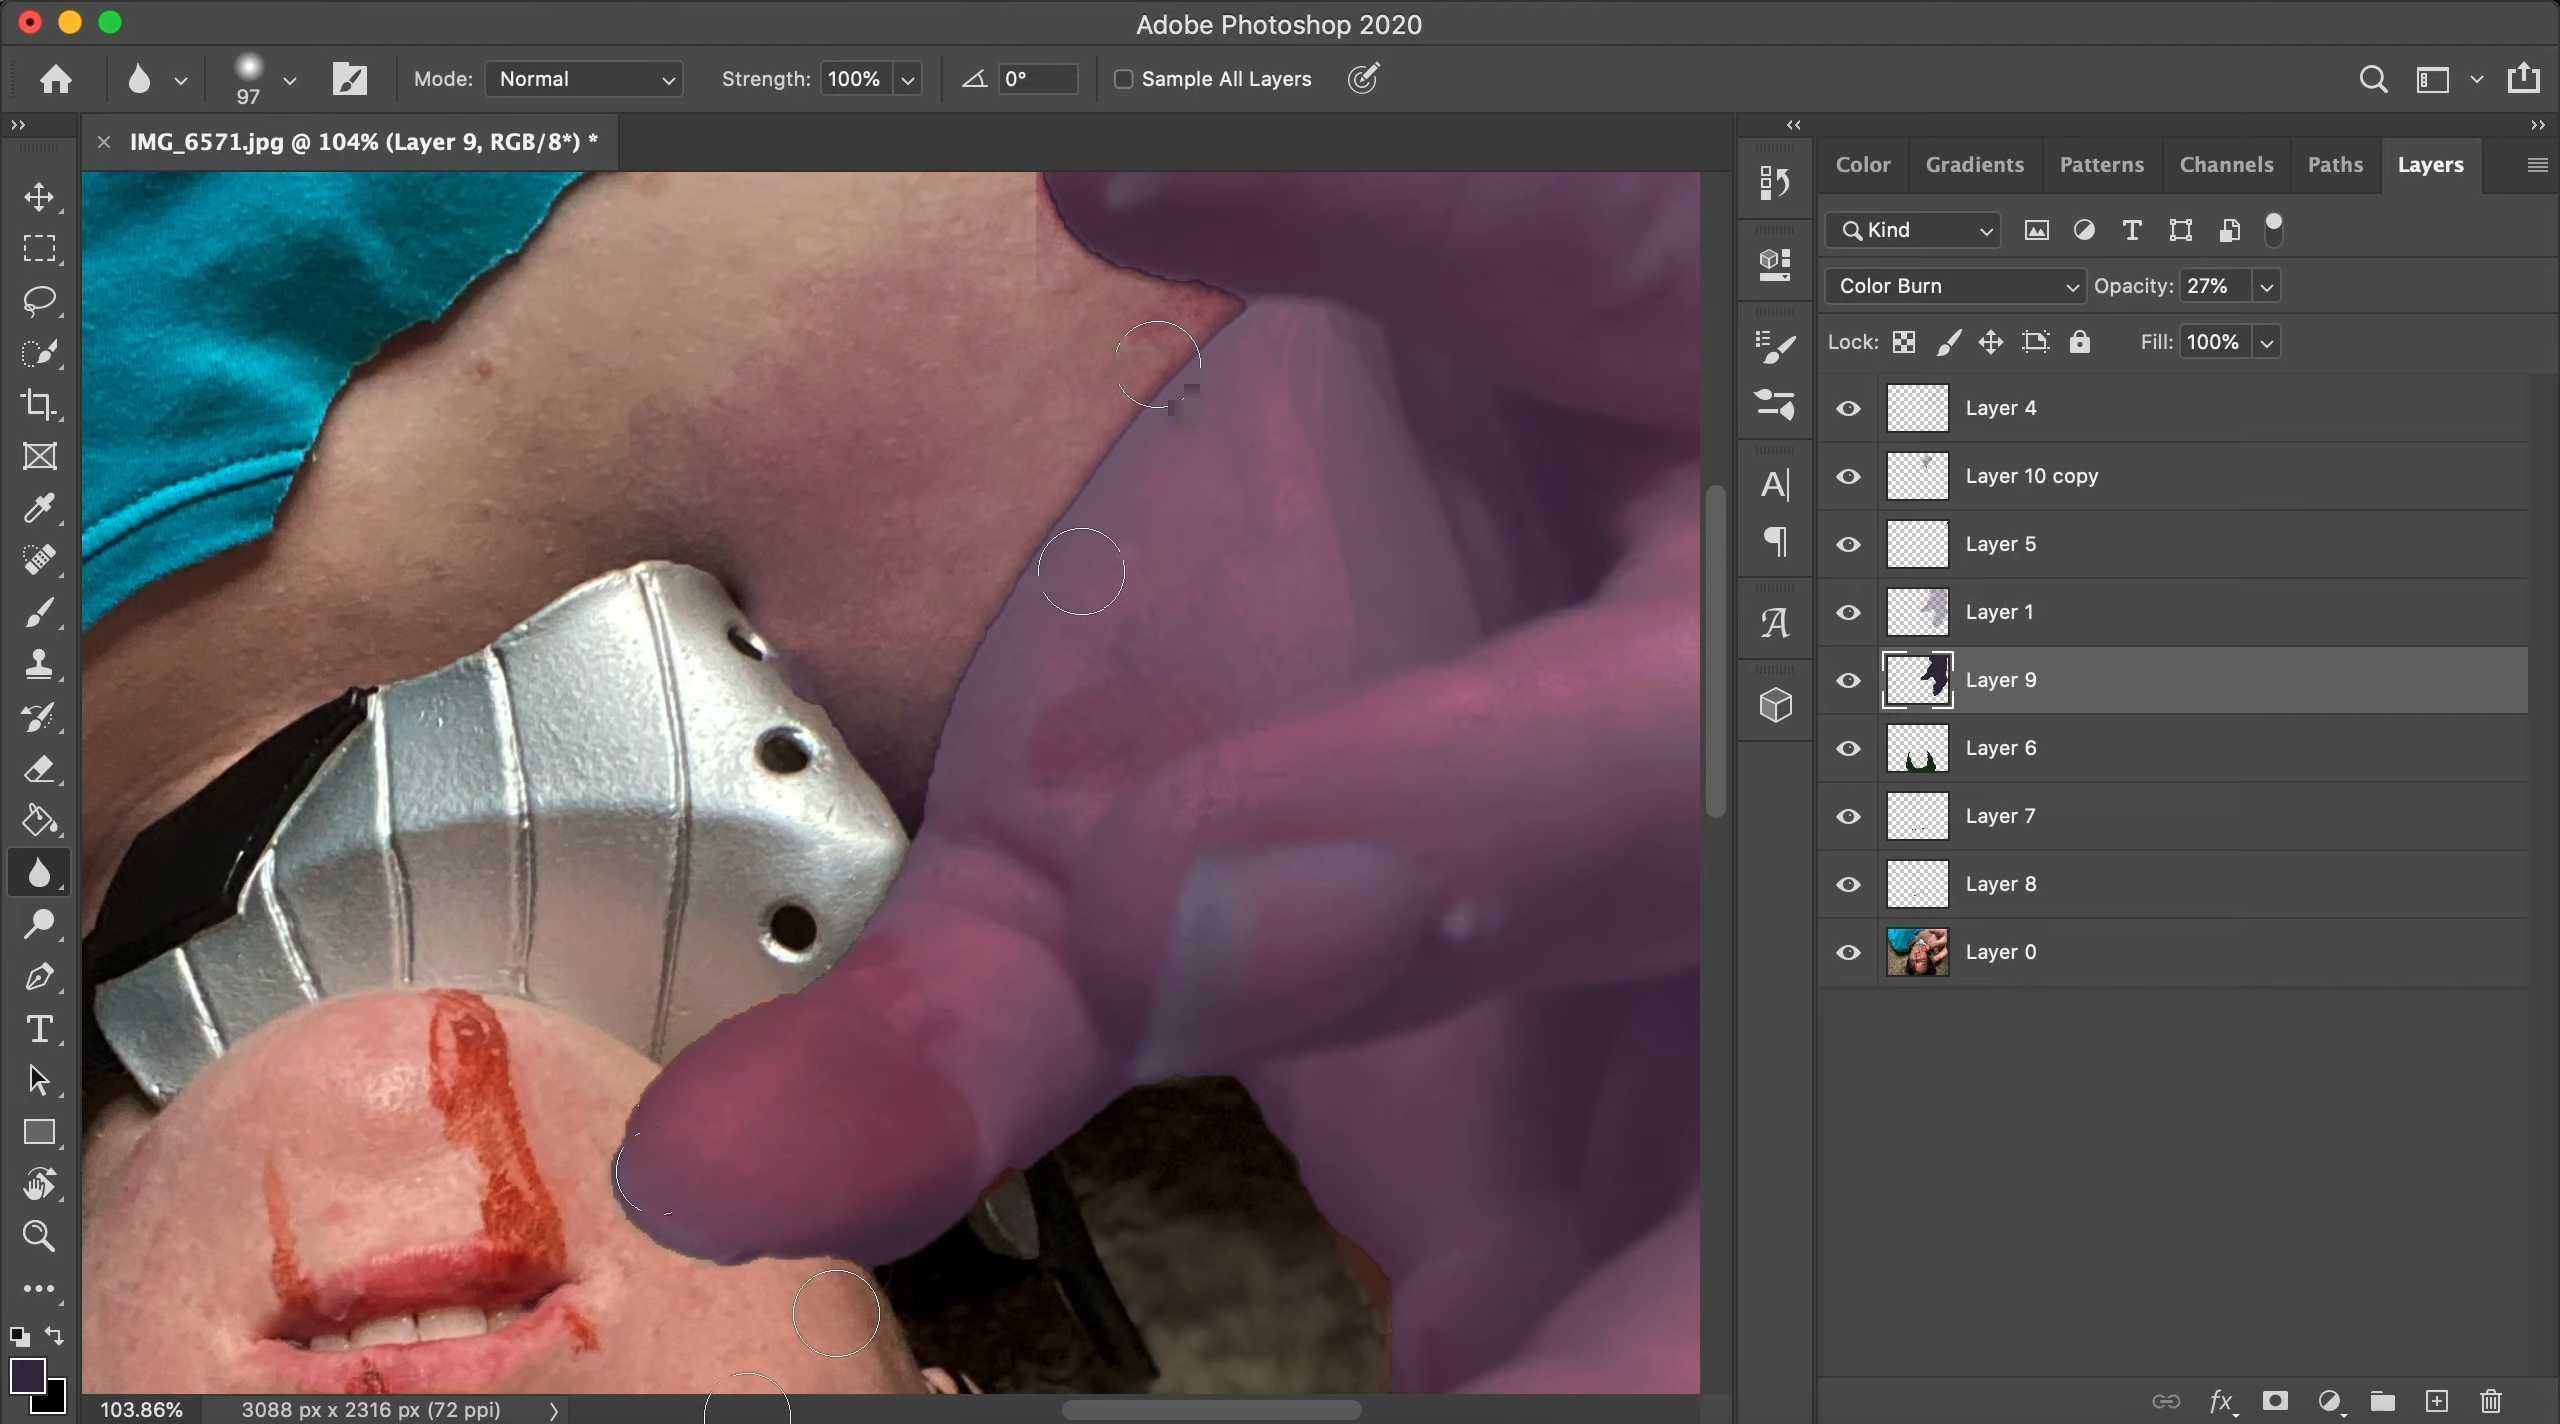 Adobe Photoshop 2020
97
Mode: Normal
Strength: 100%
0°
Sample All Layers
IMG_6571.jpg @ 104% (Layer 9, RGB/8*) *
Color
Gradients
Patterns
Channels
Paths
Layers
Kind
Color Burn
Opacity: 27%
Lock:
Fill: 100%
Layer 4
Layer 10 copy
Layer 5
Layer 1
Layer 9
Layer 6
Layer 7
Layer 8
Layer 0
103.86%
3088 px x 2316 px (72 ppi)
fx